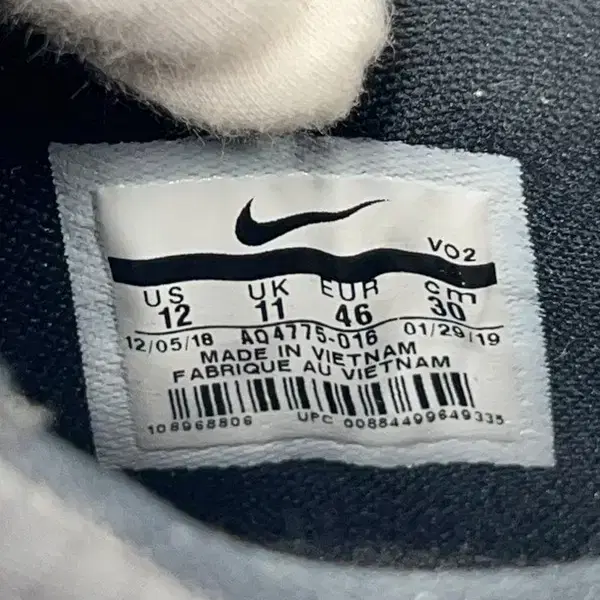 VO2
US UK EUR cm
12 11 46 30
12/05/18 AQ4775-016 01/29/19
MADE IN VIETNAM
FABRIQUE AU VIETNAM
108968806 UPC 00884499649335